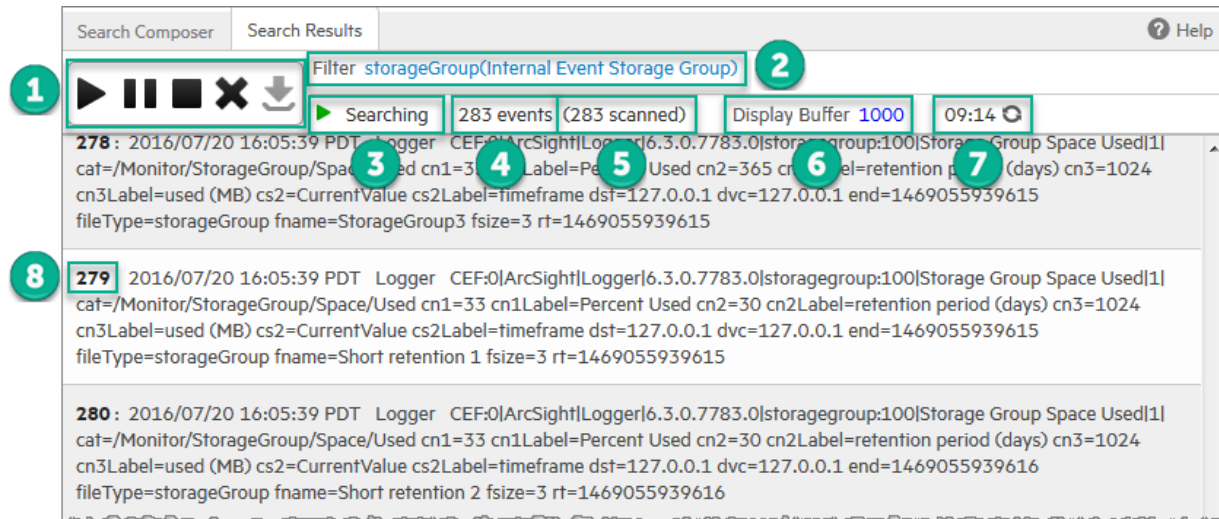 Search Composer Search Results Help
1 Filter storageGroup(Internal Event Storage Group) 2
Searching 283 events (283 scanned) Display Buffer 1000 09:14
278 : 2016/07/20 16:05:39 PDT Logger CEF:0|ArcSight|Logger|6.3.0.7783.0|storagegroup:100|Storage Group Space Used|1|
3 4 5 6 7
cat=/Monitor/StorageGroup/Spac ed cn1=3 Used cn2=365 retention (days) cn3=1024
cn3Label=used (MB) cs2=CurrentValue cs2Label=timeframe dst=127.0.0.1 dvc=127.0.0.1 end=1469055939615
fileType=storageGroup fname=StorageGroup3 fsize=3 rt=1469055939615
8 279 2016/07/20 16:05:39 PDT Logger CEF:0|ArcSight|Logger|6.3.0.7783.0|storagegroup:100|Storage Group Space Used|1|
cat=/Monitor/StorageGroup/Space/Used cn1=33 cn1Label=Percent Used cn2=30 cn2Label=retention period (days) cn3=1024
cn3Label=used (MB) cs2=CurrentValue cs2Label=timeframe dst=127.0.0.1 dvc=127.0.0.1 end=1469055939615
fileType=storageGroup fname=Short retention 1 fsize=3 rt=1469055939615
280 : 2016/07/20 16:05:39 PDT Logger CEF:0|ArcSight|Logger|6.3.0.7783.0|storagegroup:100|Storage Group Space Used|1|
cat=/Monitor/StorageGroup/Space/Used cn1=33 cn1Label=Percent Used cn2=30 cn2Label=retention period (days) cn3=1024
cn3Label=used (MB) cs2=CurrentValue cs2Label=timeframe dst=127.0.0.1 dvc=127.0.0.1 end=1469055939616
fileType=storageGroup fname=Short retention 2 fsize=3 rt=1469055939616